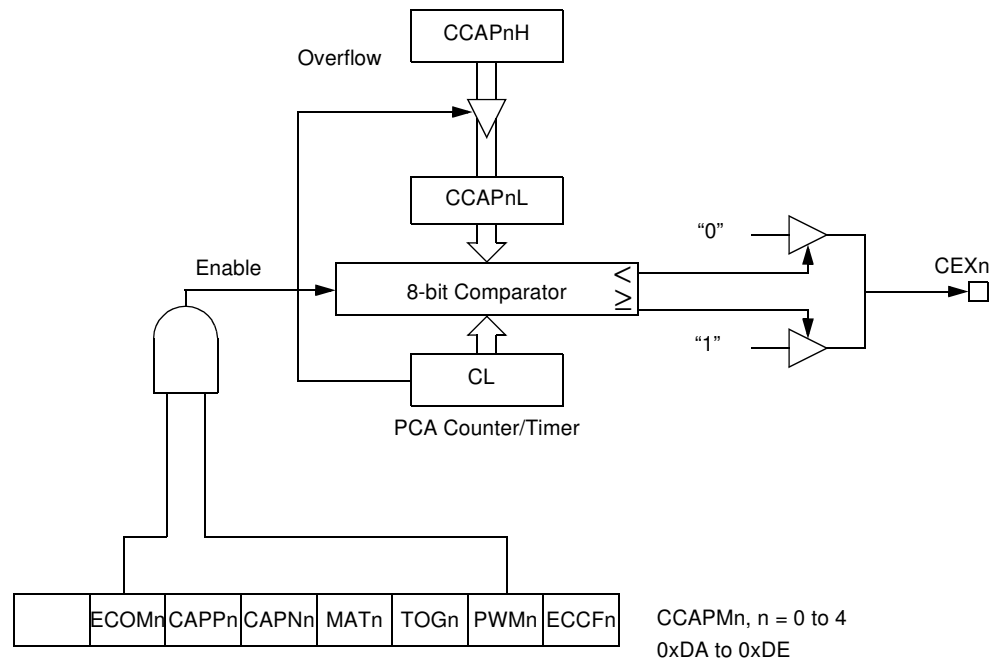 CCAPnH
Overflow
CCAPnL
“0”
Enable
CEXn
<
8-bit Comparator
≥
“1”
CL
PCA Counter/Timer
ECOMn CAPPn CAPNn MATn TOGn PWMn ECCFn
CCAPMn, n = 0 to 4
0xDA to 0xDE